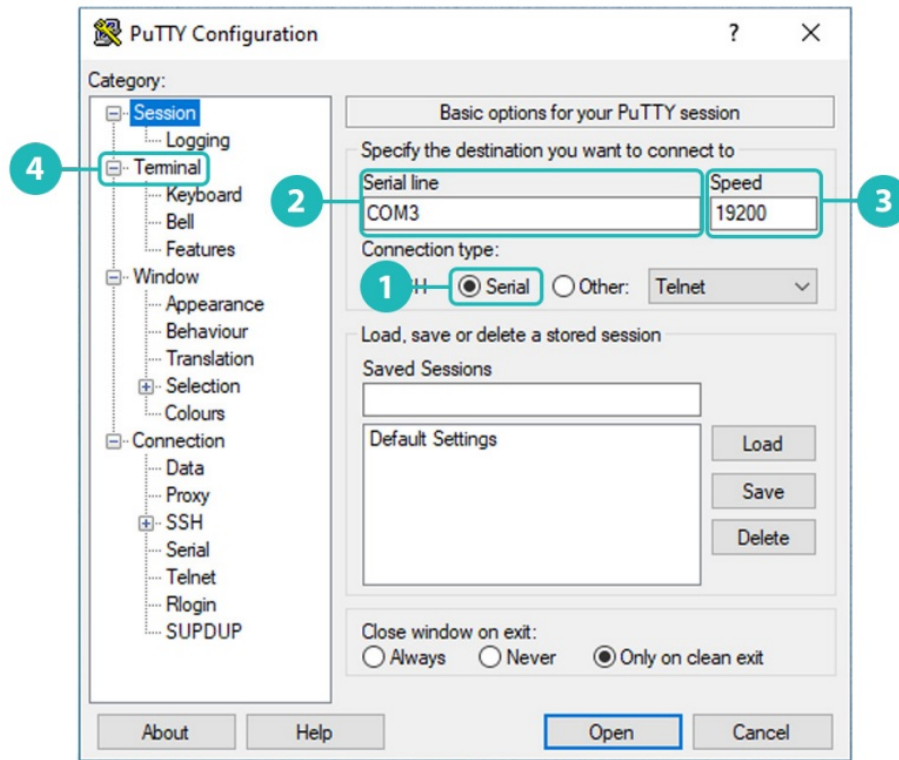 PuTTY Configuration
?
Category:
Session
Logging
Terminal
Keyboard
Bell
Features
Window
Appearance
Behaviour
Translation
Selection
Colours
Connection
Data
Proxy
SSH
Serial
Telnet
Rlogin
SUPDUP
4
Basic options for your PuTTY session
Specify the destination you want to connect to
Serial line Speed
2 COM3 19200 3
Connection type:
1 H Serial Other: Telnet
Load, save or delete a stored session
Saved Sessions
Default Settings
Load
Save
Delete
Close window on exit:
Always Never Only on clean exit
About Help Open Cancel